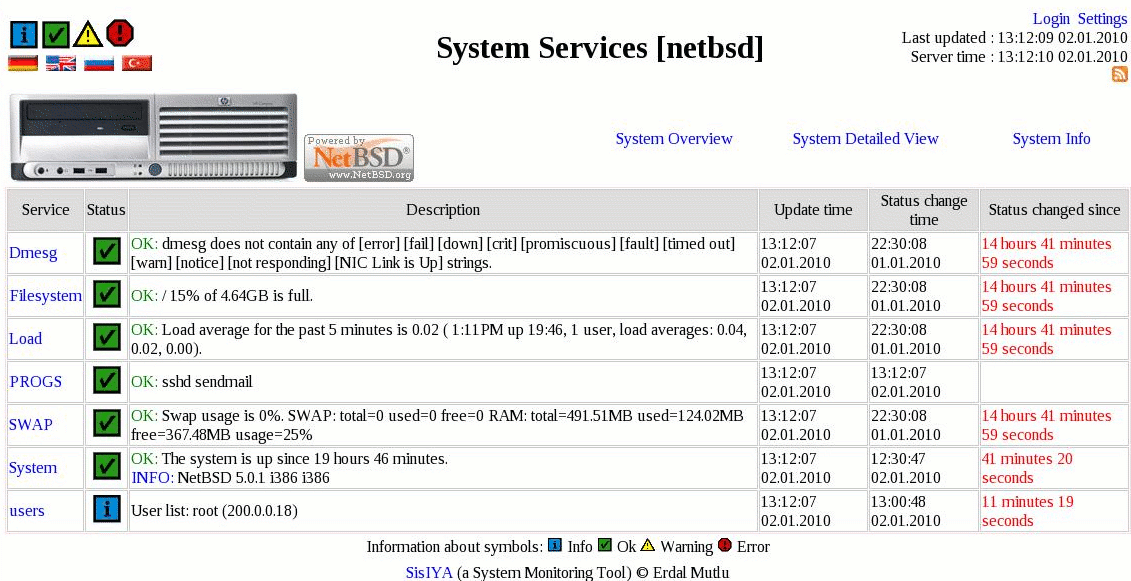 Login Settings
System Services [netbsd]
Last updated : 13:12:09 02.01.2010
Server time : 13:12:10 02.01.2010
Powered by
NetBSD®
www.NetBSD.org
System Overview System Detailed View System Info
Service Status Description Update time Status change time Status changed since
Dmesg
OK: dmesg does not contain any of [error] [fail] [down] [crit] [promiscuous] [fault] [timed out]
[warn] [notice] [not responding] [NIC Link is Up] strings.
13:12:07
02.01.2010
22:30:08
01.01.2010
14 hours 41 minutes
59 seconds
Filesystem
OK: / 15% of 4.64GB is full.
13:12:07
02.01.2010
22:30:08
01.01.2010
14 hours 41 minutes
59 seconds
Load
OK: Load average for the past 5 minutes is 0.02 ( 1:11PM up 19:46, 1 user, load averages: 0.04,
0.02, 0.00).
13:12:07
02.01.2010
22:30:08
01.01.2010
14 hours 41 minutes
59 seconds
PROGS
OK: sshd sendmail
13:12:07
02.01.2010
13:12:07
02.01.2010
SWAP
OK: Swap usage is 0%. SWAP: total=0 used=0 free=0 RAM: total=491.51MB used=124.02MB
free=367.48MB usage=25%
13:12:07
02.01.2010
22:30:08
01.01.2010
14 hours 41 minutes
59 seconds
System
OK: The system is up since 19 hours 46 minutes.
INFO: NetBSD 5.0.1 i386 i386
13:12:07
02.01.2010
12:30:47
02.01.2010
41 minutes 20
seconds
users
User list: root (200.0.0.18)
13:12:07
02.01.2010
13:00:48
02.01.2010
11 minutes 19
seconds
Information about symbols: Info Ok Warning Error
SisIYA (a System Monitoring Tool) © Erdal Mutlu